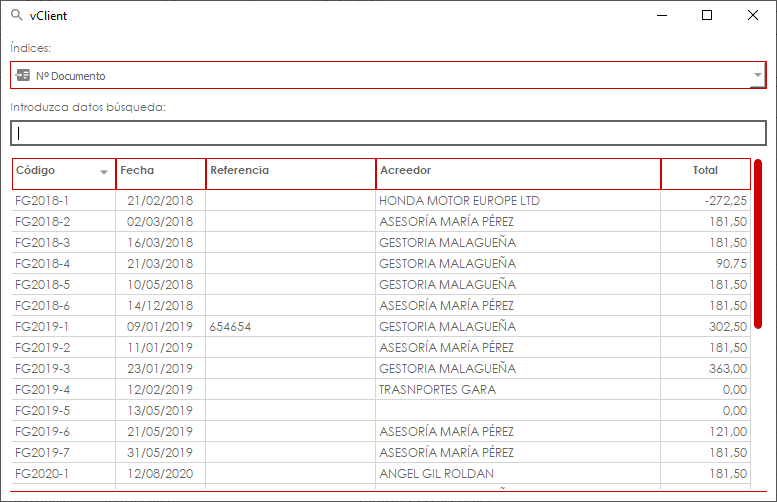 vClient
Índices:
Nº Documento
Introduzca datos búsqueda:
Código Fecha Referencia Acreedor Total
FG2018-1 21/02/2018 HONDA MOTOR EUROPE LTD -272,25
FG2018-2 02/03/2018 ASESORÍA MARÍA PÉREZ 181,50
FG2018-3 16/03/2018 GESTORIA MALAGUEÑA 181,50
FG2018-4 21/03/2018 GESTORIA MALAGUEÑA 90,75
FG2018-5 10/05/2018 GESTORIA MALAGUEÑA 181,50
FG2018-6 14/12/2018 ASESORÍA MARÍA PÉREZ 181,50
FG2019-1 09/01/2019 654654 GESTORIA MALAGUEÑA 302,50
FG2019-2 11/01/2019 ASESORÍA MARÍA PÉREZ 181,50
FG2019-3 23/01/2019 GESTORIA MALAGUEÑA 363,00
FG2019-4 12/02/2019 TRASNPORTES GARA 0,00
FG2019-5 13/05/2019 0,00
FG2019-6 21/05/2019 ASESORÍA MARÍA PÉREZ 121,00
FG2019-7 31/05/2019 ASESORÍA MARÍA PÉREZ 181,50
FG2020-1 12/08/2020 ANGEL GIL ROLDAN 181,50